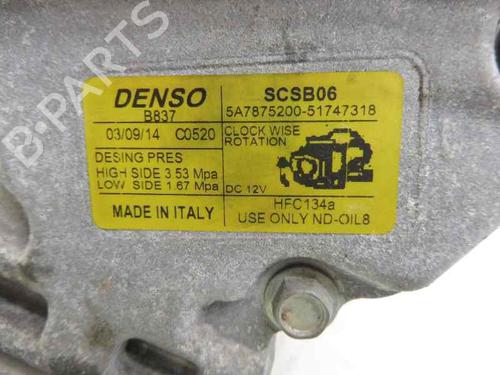 DENSO
B837
03/09/14 C0520
DESING PRES
HIGH SIDE 3 53 Mpa
LOW SIDE 1 67 Mpa
MADE IN ITALY
SCSB06
5A7875200-51747318
CLOCK WISE
ROTATION
DC 12V
HFC134a
USE ONLY ND-OIL8
B-PARTS